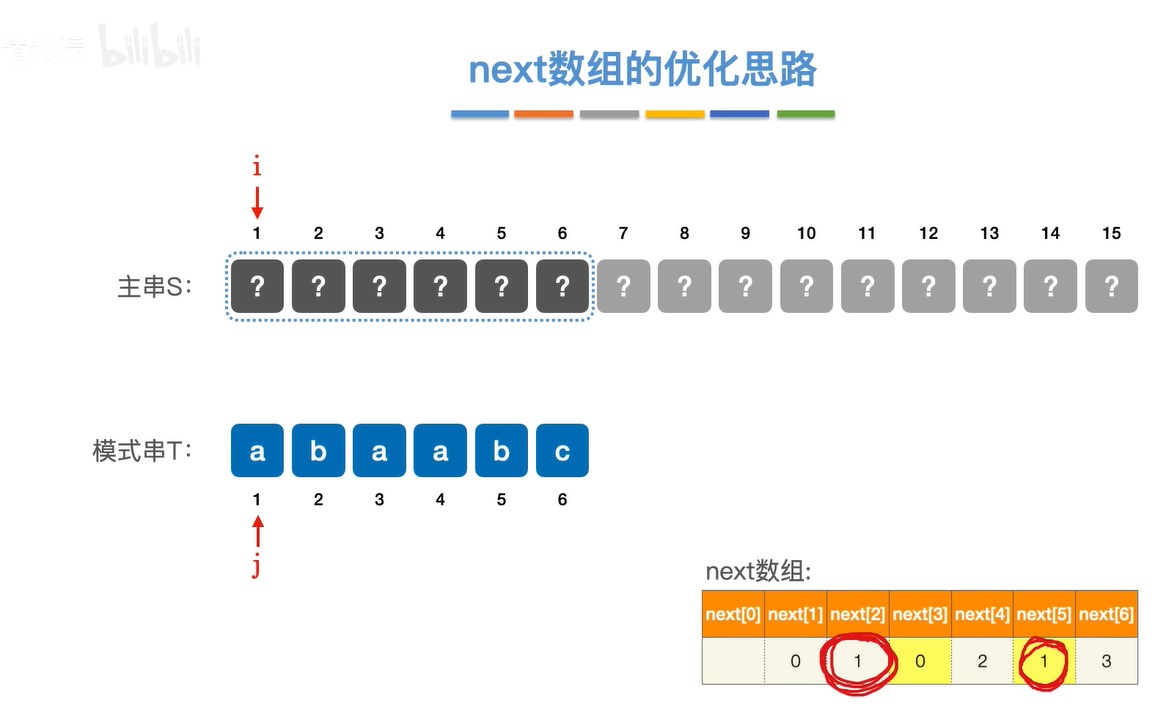 bilibili
next数组的优化思路
i
1 2 3 4 5 6 7 8 9 10 11 12 13 14 15
主串S: ? ? ? ? ? ? ? ? ? ? ? ? ? ? ?
模式串T: a b a a b c
1 2 3 4 5 6
j
next数组:
next[0] next[1] next[2] next[3] next[4] next[5] next[6]
0 1 0 2 1 3